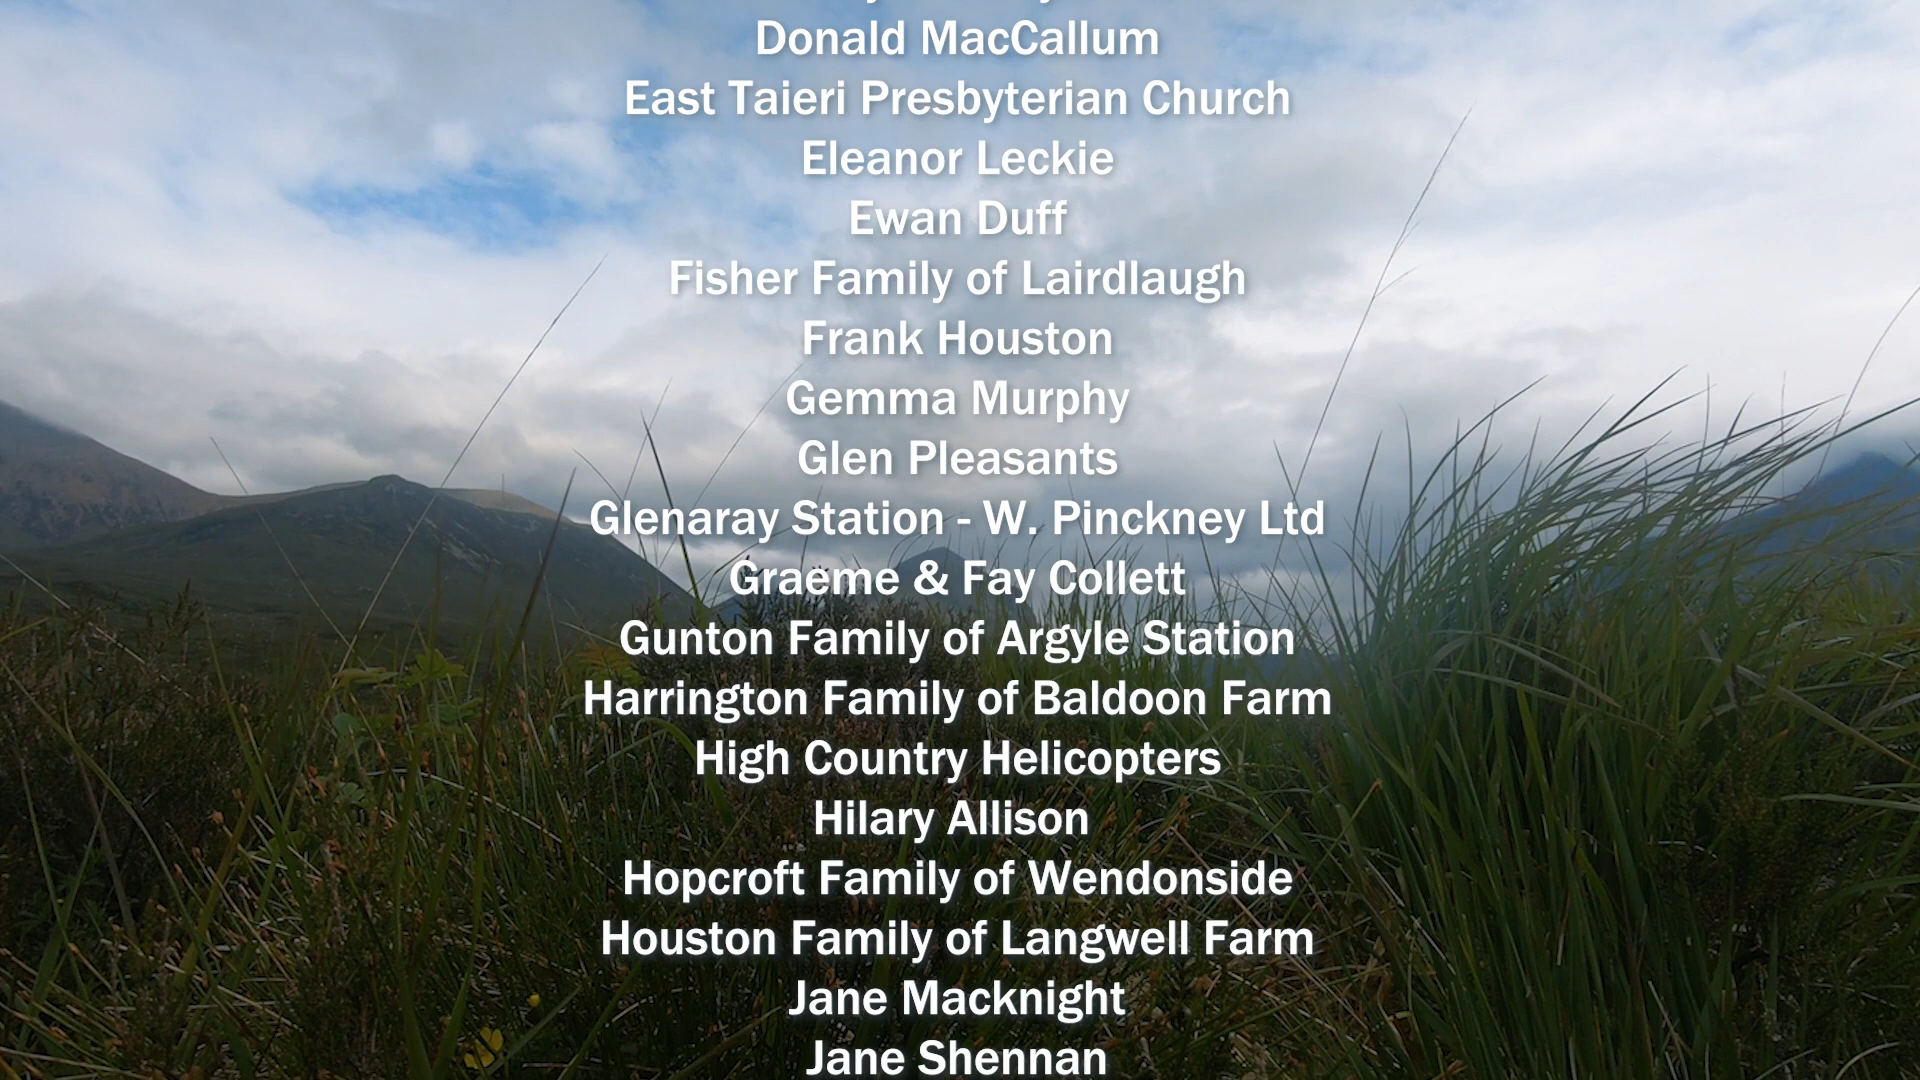 Donald MacCallum
East Taieri Presbyterian Church
Eleanor Leckie
Ewan Duff
Fisher Family of Lairdlaugh
Frank Houston
Gemma Murphy
Glen Pleasants
Glenaray Station - W. Pinckney Ltd
Graeme & Fay Collett
Gunton Family of Argyle Station
Harrington Family of Baldoon Farm
High Country Helicopters
Hilary Allison
Hopcroft Family of Wendonside
Houston Family of Langwell Farm
Jane Macknight
Jane Shennan